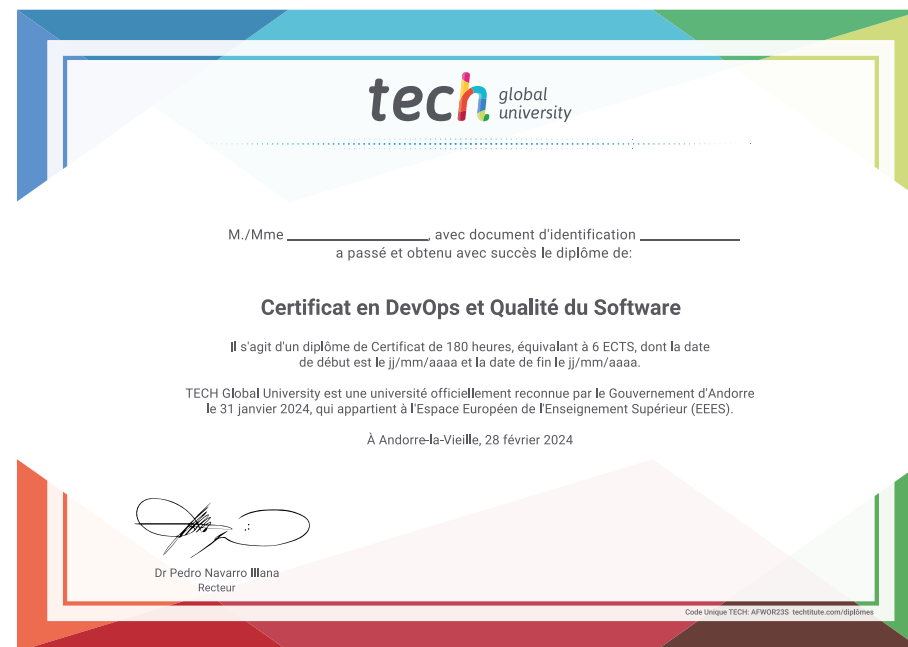 tech global university
M./Mme ____________________, avec document d'identification ______________
a passé et obtenu avec succès le diplôme de:
Certificat en DevOps et Qualité du Software
Il s'agit d'un diplôme de Certificat de 180 heures, équivalant à 6 ECTS, dont la date
de début est le jj/mm/aaaa et la date de fin le jj/mm/aaaa.
TECH Global University est une université officiellement reconnue par le Gouvernement d'Andorre
le 31 janvier 2024, qui appartient à l'Espace Européen de l'Enseignement Supérieur (EEES).
À Andorre-la-Vieille, 28 février 2024
Dr Pedro Navarro Illana
Recteur
Code Unique TECH: AFWOR23S techtitute.com/diplômes